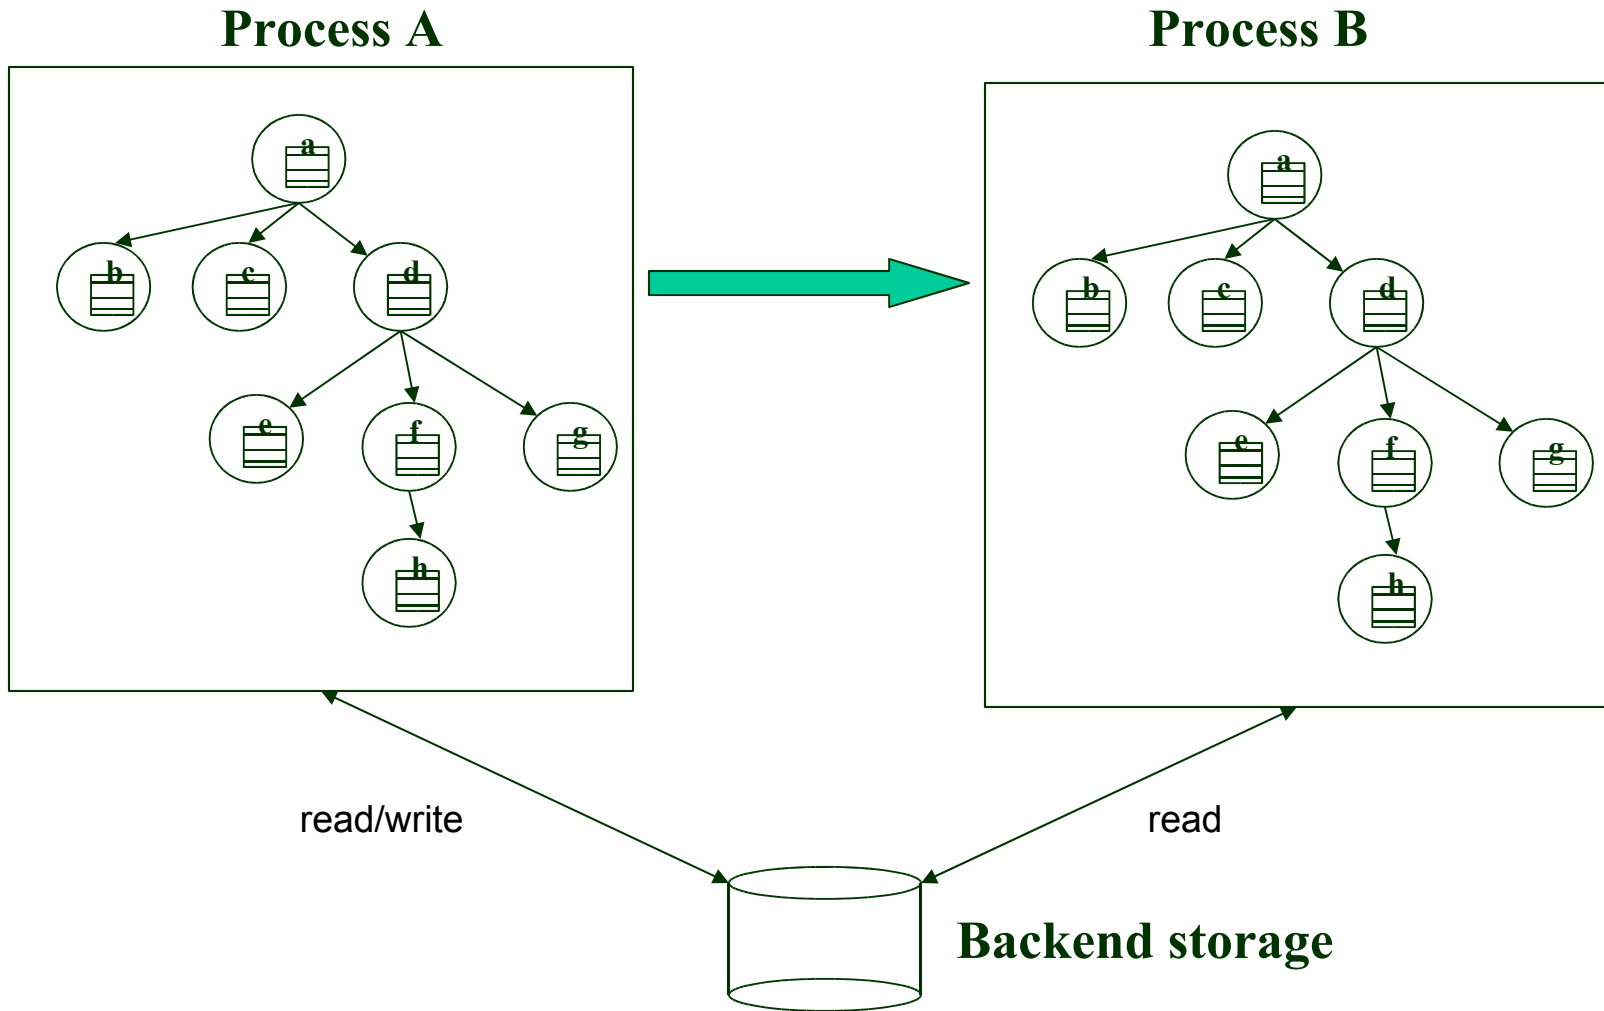 Process A
Process B
a
b
c
d
e
f
g
h
a
b
c
d
e
f
g
h
read/write
read
Backend storage